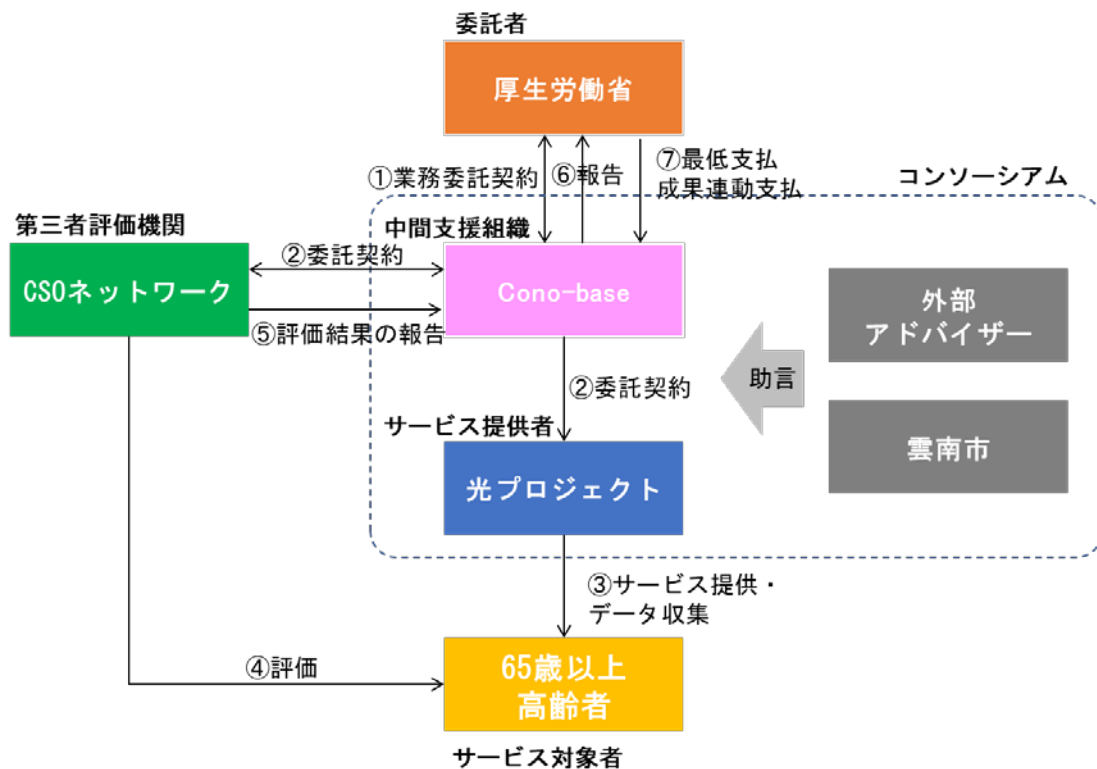 委託者
厚生労働省
①業務委託契約
⑥報告
⑦最低支払
成果連動支払
コンソーシアム
第三者評価機関
中間支援組織
②委託契約
CSOネットワーク
Cono-base
⑤評価結果の報告
外部
アドバイザー
助言
②委託契約
サービス提供者
雲南市
光プロジェクト
③サービス提供・
データ収集
④評価
65歳以上
高齢者
サービス対象者